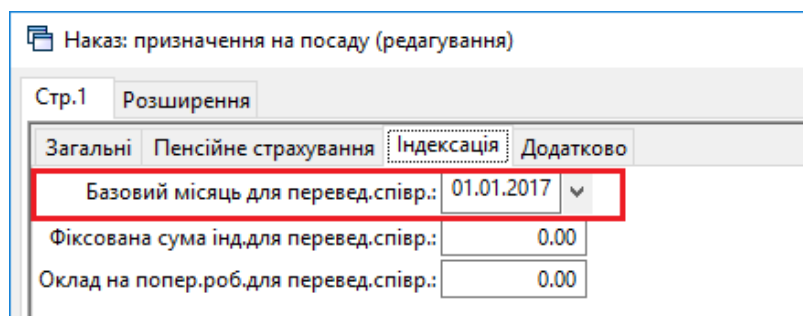 Наказ: призначення на посаду (редагування)
Стр.1 Розширення
Загальні Пенсійне страхування Індексація Додатково
Базовий місяць для перевед.співр.: 01.01.2017
Фіксована сума інд.для перевед.співр.: 0.00
Оклад на попер.роб.для перевед.співр.: 0.00